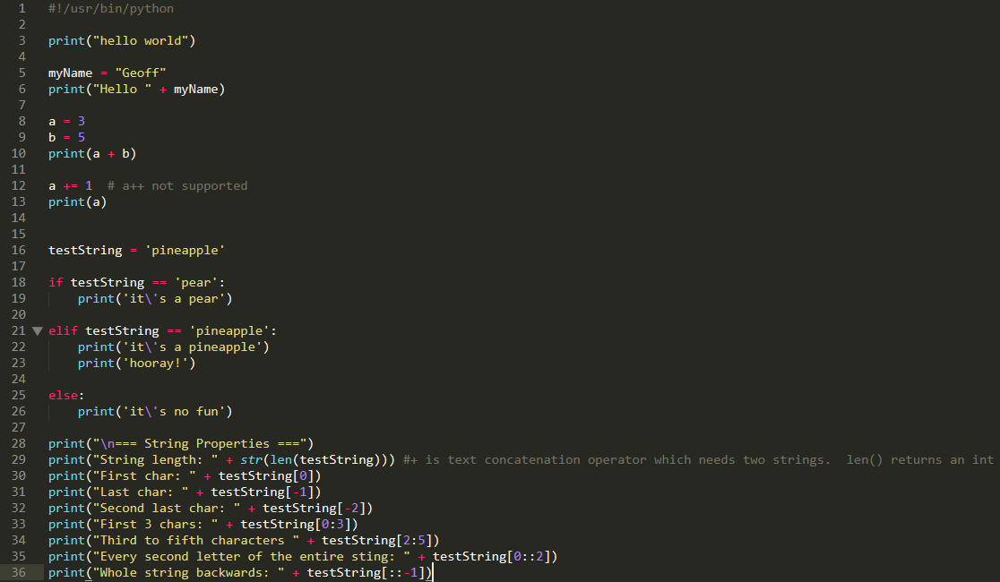 1 #!/usr/bin/python
2
3 print("hello world")
4
5 myName = "Geoff"
6 print("Hello " + myName)
7
8 a = 3
9 b = 5
10 print(a + b)
11
12 a += 1  # a++ not supported
13 print(a)
14
15
16 testString = 'pineapple'
17
18 if testString == 'pear':
19     print('it\'s a pear')
20
21 elif testString == 'pineapple':
22     print('it\'s a pineapple')
23     print('hooray!')
24
25 else:
26     print('it\'s no fun')
27
28 print("\n=== String Properties ===")
29 print("String length: " + str(len(testString))) #+ is text concatenation operator which needs two strings.  len() returns an int
30 print("First char: " + testString[0])
31 print("Last char: " + testString[-1])
32 print("Second last char: " + testString[-2])
33 print("First 3 chars: " + testString[0:3])
34 print("Third to fifth characters " + testString[2:5])
35 print("Every second letter of the entire sting: " + testString[0::2])
36 print("Whole string backwards: " + testString[::-1])